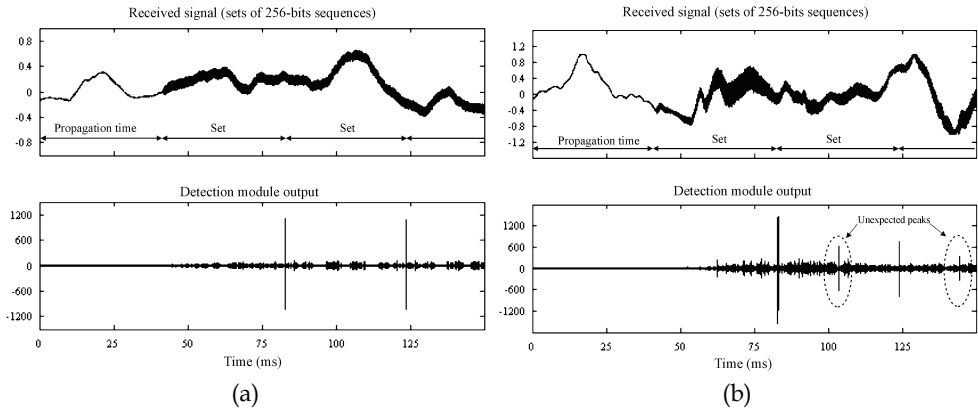 Received signal (sets of 256-bits sequences)
0.8
0.4
0
-0.4
-0.8
Propagation time
Set
Set
Detection module output
1200
600
0
-600
-1200
0
25
50
75
100
125
Time (ms)
(a)
Received signal (sets of 256-bits sequences)
1.2
0.8
0.4
0
-0.4
-0.8
-1.2
Propagation time
Set
Set
Detection module output
1200
600
0
-600
-1200
Unexpected peaks
0
25
50
75
100
125
Time (ms)
(b)